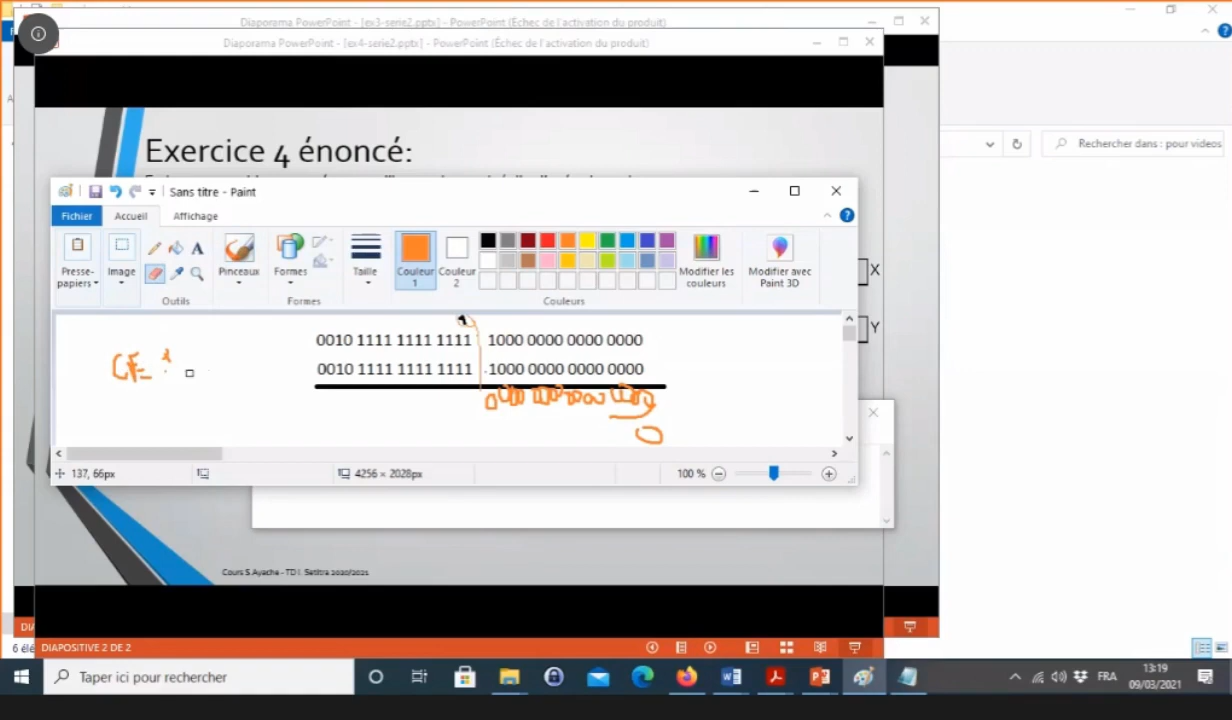 Diaporama PowerPoint - [ex3-serie2.pptx] - PowerPoint (Échec de l'activation du produit)
Diaporama PowerPoint - [ex4-serie2.pptx] - PowerPoint (Échec de l'activation du produit)
Rechercher dans : pour videos
Exercice 4 énoncé:
Sans titre - Paint
Fichier Accueil Affichage
Presse-papiers
Image
Outils
Pinceaux
Formes
Formes
Taille
Couleur 1
Couleur 2
Couleurs
Modifier les couleurs
Modifier avec Paint 3D
X
Y
0010 1111 1111 1111 1000 0000 0000 0000
0010 1111 1111 1111 1000 0000 0000 0000
137, 66px
4256 × 2028px
100 %
Cours S.Ayache - TD I. Setitra 2020/2021
DIAPOSITIVE 2 DE 2
6 élé
Taper ici pour rechercher
FRA
13:19
09/03/2021